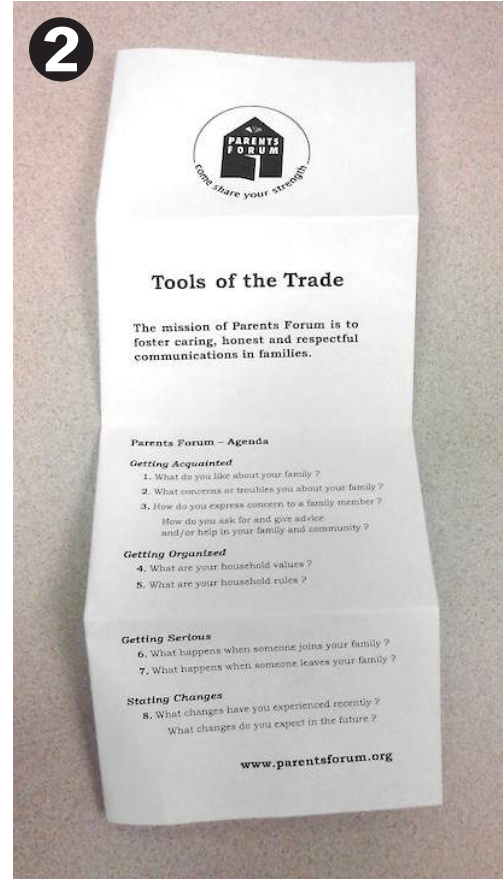 2
PARENTS
FORUM
come share your strength
Tools of the Trade
The mission of Parents Forum is to
foster caring, honest and respectful
communications in families.
Parents Forum – Agenda
Getting Acquainted
1. What do you like about your family ?
2. What concerns or troubles you about your family ?
3. How do you express concern to a family member ?
How do you ask for and give advice
and/or help in your family and community ?
Getting Organized
4. What are your household values ?
5. What are your household rules ?
Getting Serious
6. What happens when someone joins your family ?
7. What happens when someone leaves your family ?
Stating Changes
8. What changes have you experienced recently ?
What changes do you expect in the future ?
www.parentsforum.org